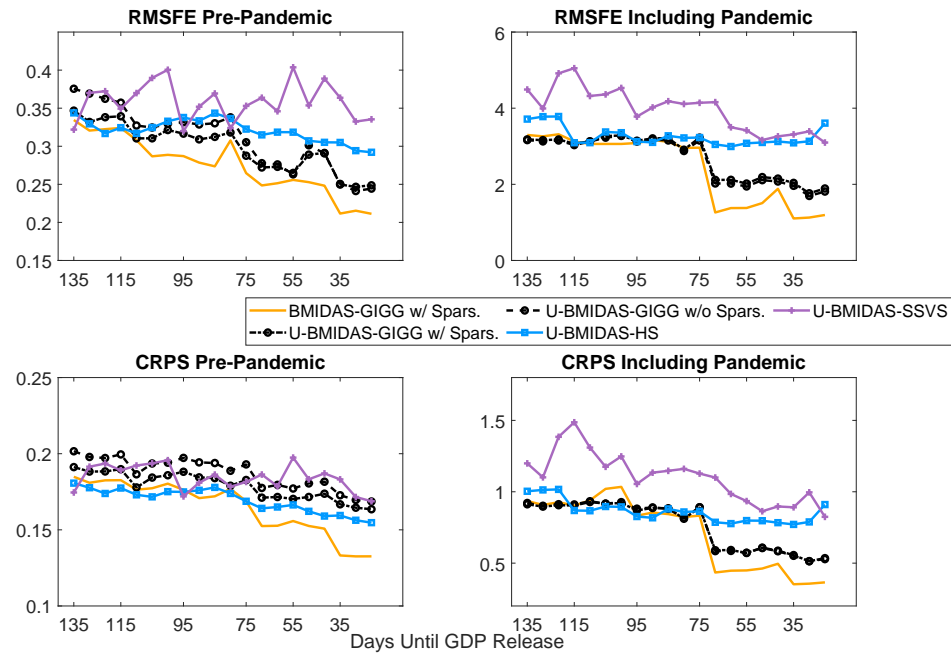 RMSFE Pre-Pandemic
0.4
0.35
0.3
0.25
0.2
0.15
135 115 95 75 55 35
RMSFE Including Pandemic
6
4
2
0
135 115 95 75 55 35
BMIDAS-GIGG w/ Spars. U-BMIDAS-GIGG w/o Spars. U-BMIDAS-SSVS
U-BMIDAS-GIGG w/ Spars. U-BMIDAS-HS
CRPS Pre-Pandemic
0.25
0.2
0.15
0.1
135 115 95 75 55 35
CRPS Including Pandemic
1.5
1
0.5
135 115 95 75 55 35
Days Until GDP Release